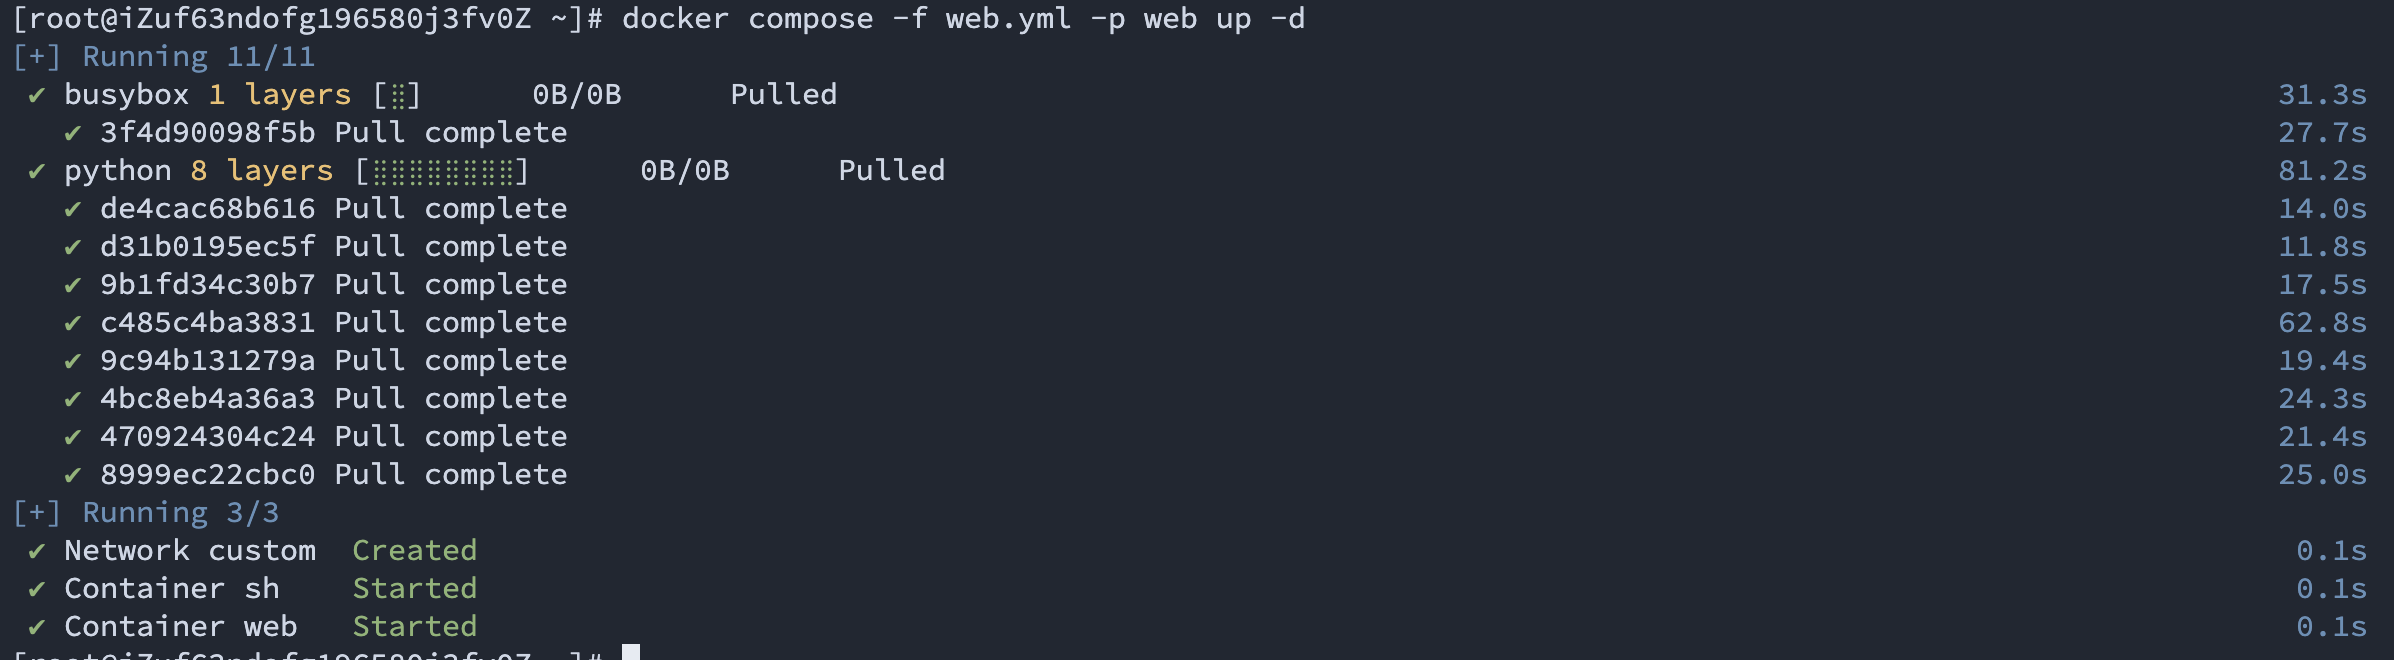 [root@iZuf63ndofg196580j3fv0Z ~]# docker compose -f web.yml -p web up -d
[+] Running 11/11
✔ busybox 1 layers [⣿] 0B/0B Pulled 31.3s
✔ 3f4d90098f5b Pull complete 27.7s
✔ python 8 layers [⣿⣿⣿⣿⣿⣿⣿⣿] 0B/0B Pulled 81.2s
✔ de4cac68b616 Pull complete 14.0s
✔ d31b0195ec5f Pull complete 11.8s
✔ 9b1fd34c30b7 Pull complete 17.5s
✔ c485c4ba3831 Pull complete 62.8s
✔ 9c94b131279a Pull complete 19.4s
✔ 4bc8eb4a36a3 Pull complete 24.3s
✔ 470924304c24 Pull complete 21.4s
✔ 8999ec22cbc0 Pull complete 25.0s
[+] Running 3/3
✔ Network custom Created 0.1s
✔ Container sh Started 0.1s
✔ Container web Started 0.1s
[root@iZuf63ndofg196580j3fv0Z ~]#